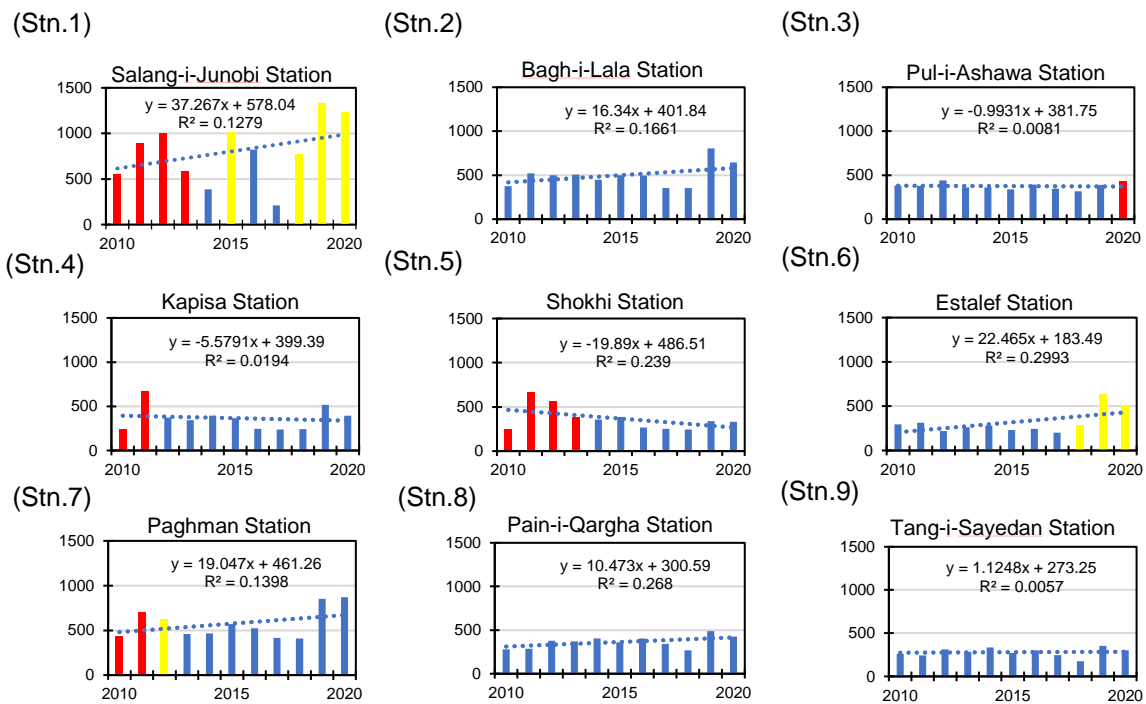 (Stn.1)
Salang-i-Junobi Station
y = 37.267x + 578.04
R² = 0.1279
1500
1000
500
0
2010
2015
2020
(Stn.2)
Bagh-i-Lala Station
y = 16.34x + 401.84
R² = 0.1661
1500
1000
500
0
2010
2015
2020
(Stn.3)
Pul-i-Ashawa Station
y = -0.9931x + 381.75
R² = 0.0081
1500
1000
500
0
2010
2015
2020
(Stn.4)
Kapisa Station
y = -5.5791x + 399.39
R² = 0.0194
1500
1000
500
0
2010
2015
2020
(Stn.5)
Shokhi Station
y = -19.89x + 486.51
R² = 0.239
1500
1000
500
0
2010
2015
2020
(Stn.6)
Estalef Station
y = 22.465x + 183.49
R² = 0.2993
1500
1000
500
0
2010
2015
2020
(Stn.7)
Paghman Station
y = 19.047x + 461.26
R² = 0.1398
1500
1000
500
0
2010
2015
2020
(Stn.8)
Pain-i-Qargha Station
y = 10.473x + 300.59
R² = 0.268
1500
1000
500
0
2010
2015
2020
(Stn.9)
Tang-i-Sayedan Station
y = 1.1248x + 273.25
R² = 0.0057
1500
1000
500
0
2010
2015
2020